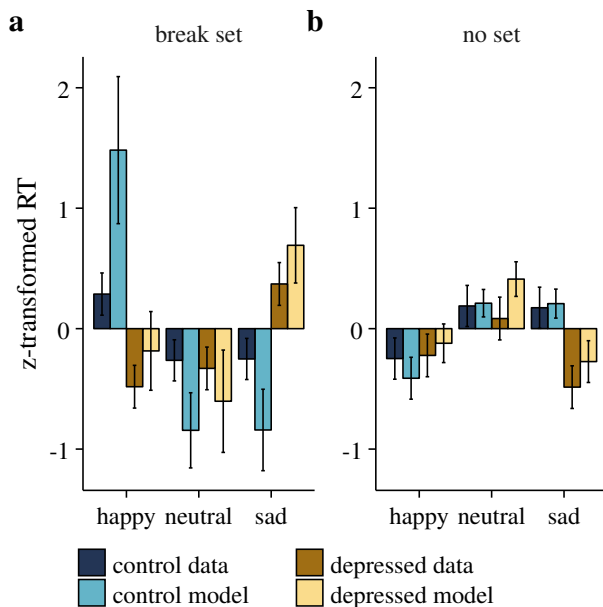 a
break set
b
no set
z-transformed RT
2
1
0
-1
2
1
0
-1
happy neutral sad
happy neutral sad
control data
depressed data
control model
depressed model